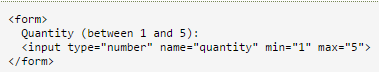 <form>
  Quantity (between 1 and 5):
  <input type="number" name="quantity" min="1" max="5">
</form>